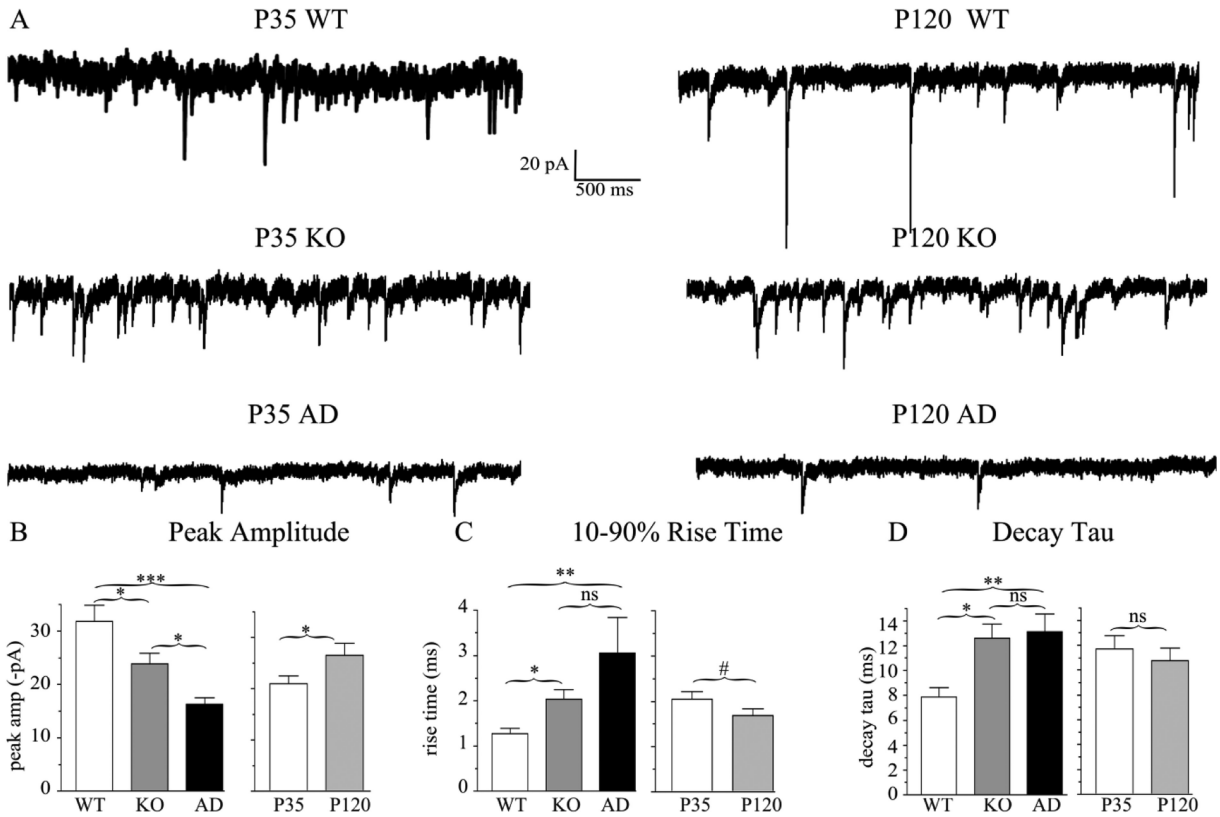 A P35 WT P120 WT
20 pA
500 ms
P35 KO P120 KO
P35 AD P120 AD
B Peak Amplitude C 10-90% Rise Time D Decay Tau
peak amp (-pA)
30
20
10
0
***
*
*
WT KO AD
*
P35 P120
rise time (ms)
4
3
2
1
0
**
ns
*
WT KO AD
#
P35 P120
decay tau (ms)
14
12
10
8
6
4
2
0
**
*
ns
WT KO AD
ns
P35 P120